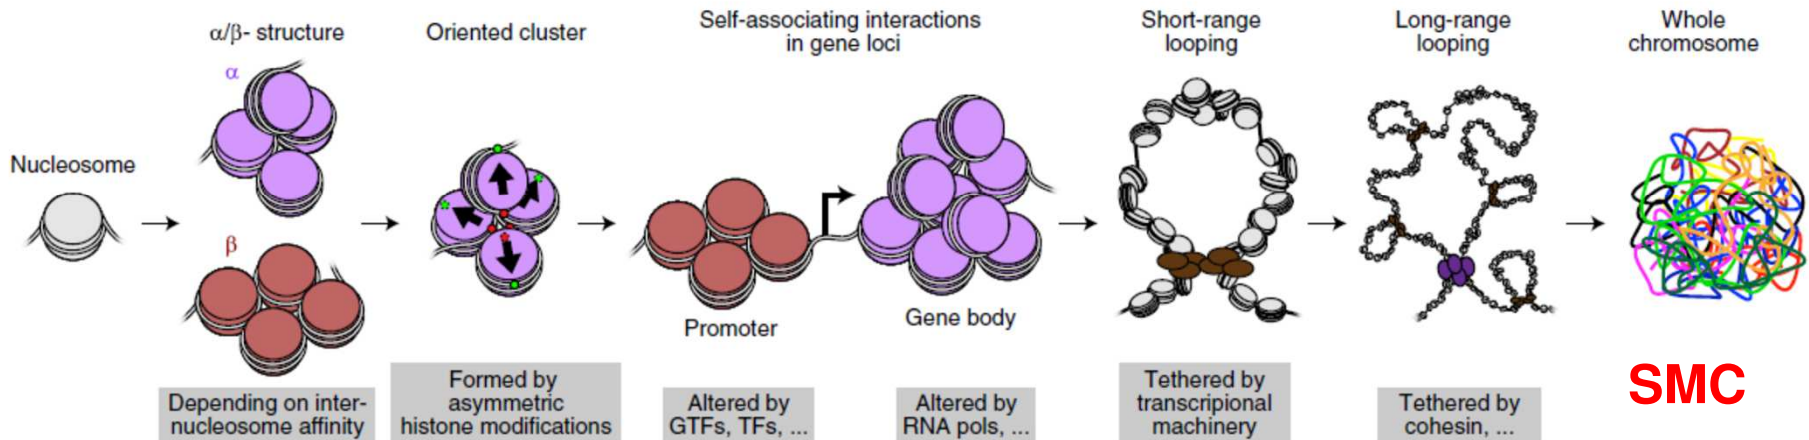 Nucleosome
α/β- structure
α
β
Depending on inter-
nucleosome affinity
Oriented cluster
Formed by
asymmetric
histone modifications
Self-associating interactions
in gene loci
Promoter
Gene body
Altered by
GTFs, TFs, ...
Altered by
RNA pols, ...
Short-range
looping
Tethered by
transcripional
machinery
Long-range
looping
Tethered by
cohesin, ...
Whole
chromosome
SMC